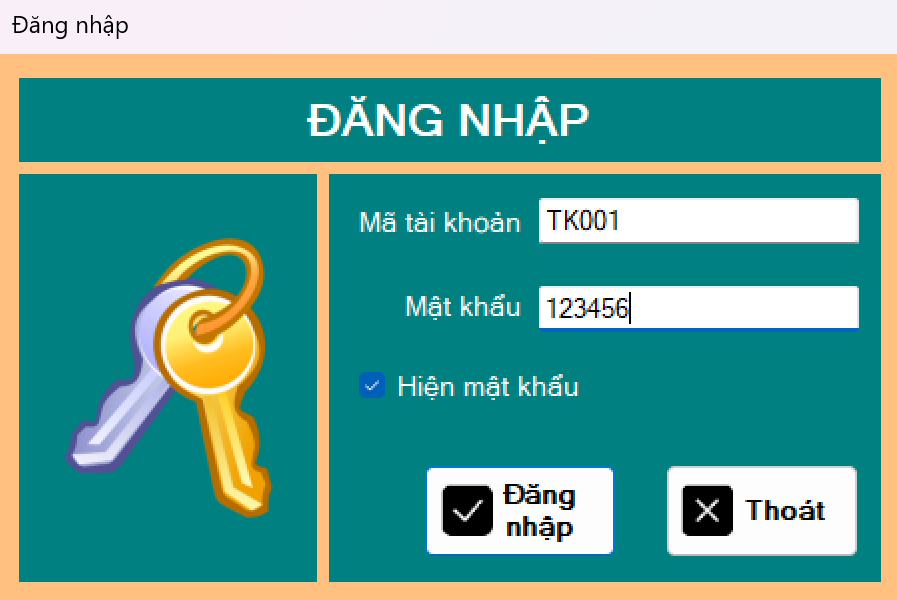 Đăng nhập
ĐĂNG NHẬP
Mã tài khoản TK001
Mật khẩu 123456
Hiện mật khẩu
Đăng
nhập
Thoát